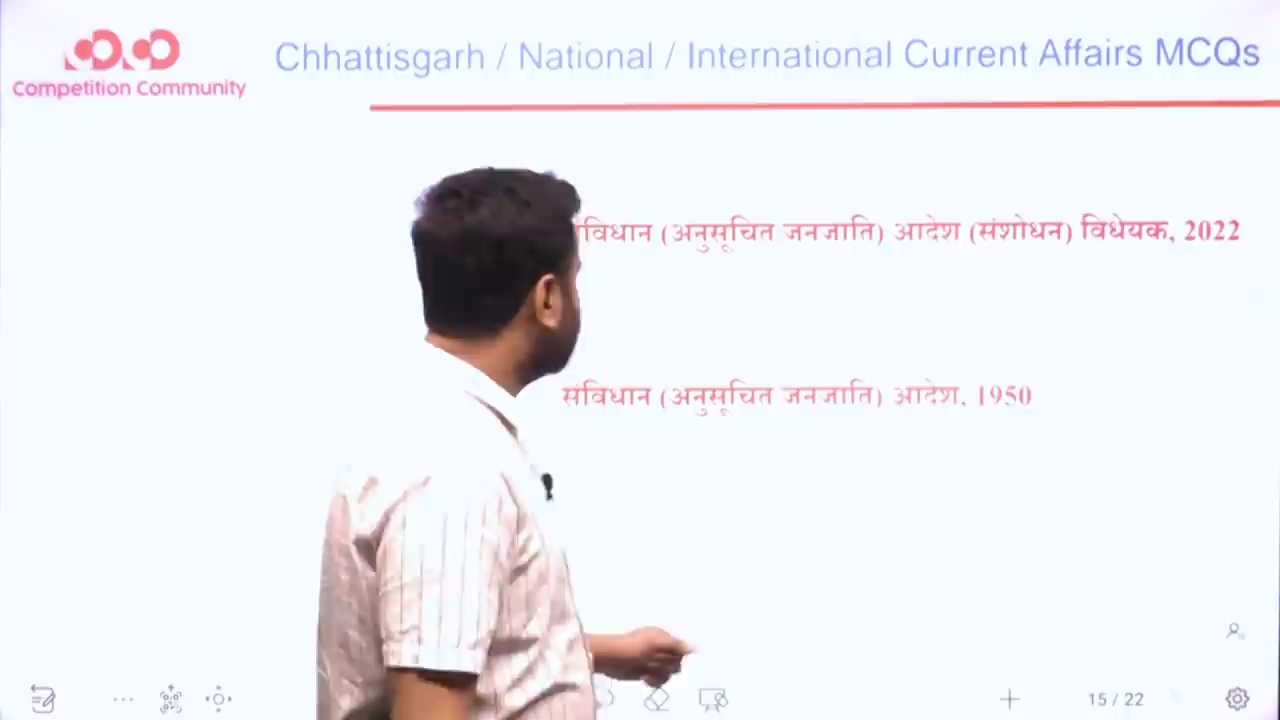 Chhattisgarh / National / International Current Affairs MCQs
Competition Community
विधान (अनुसूचित जनजाति) आदेश (संशोधन) विधेयक, 2022
संविधान (अनुसूचित जनजाति) आदेश, 1950
15 / 22